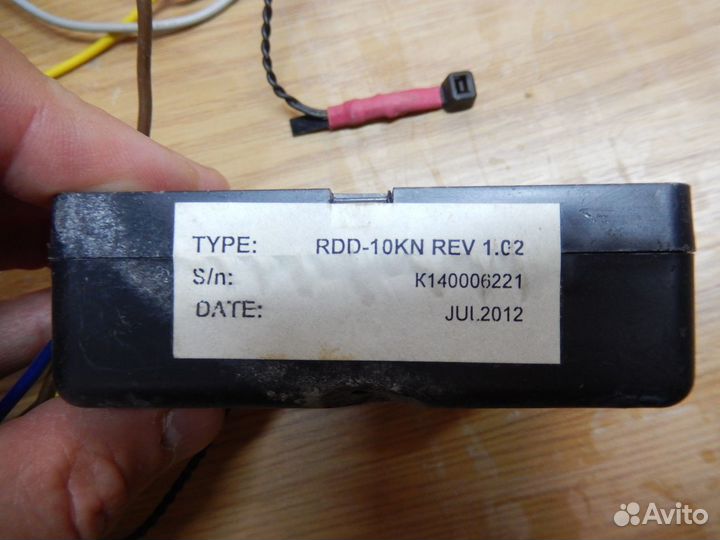 TYPE: RDD-10KN REV 1.02
S/n: K140006221
DATE: JUL2012
Avito